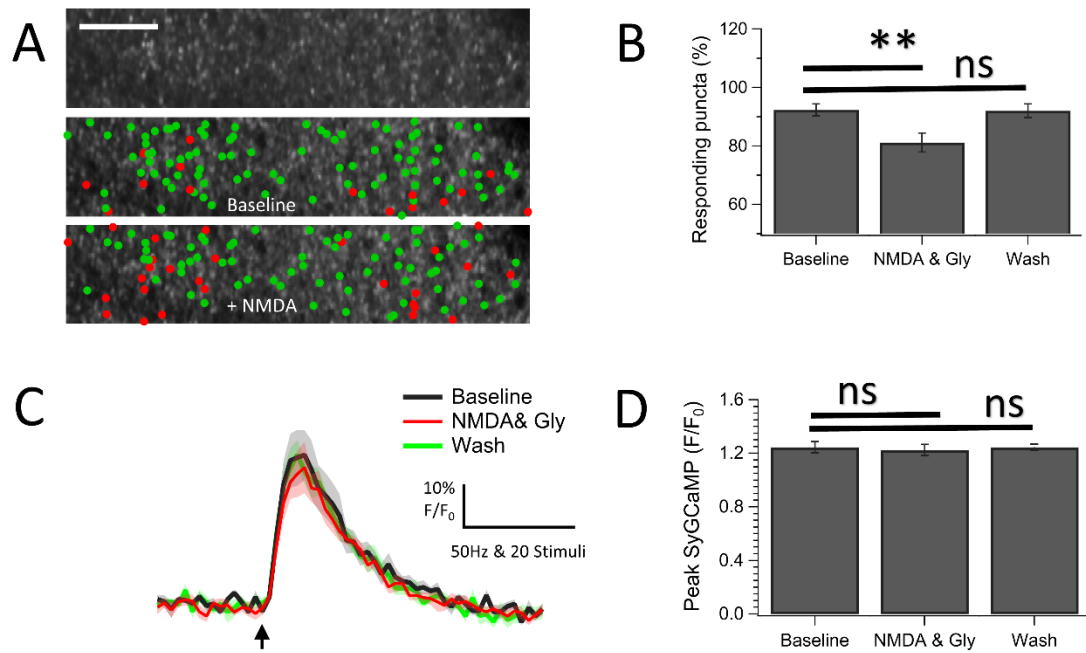 A
Baseline
+ NMDA
B
**
ns
Responding puncta (%)
120
100
80
60
Baseline
NMDA & Gly
Wash
C
Baseline
NMDA& Gly
Wash
10%
F/F₀
50Hz & 20 Stimuli
D
ns
ns
Peak SyGCaMP (F/F₀)
1.6
1.2
0.8
0.4
0.0
Baseline
NMDA & Gly
Wash